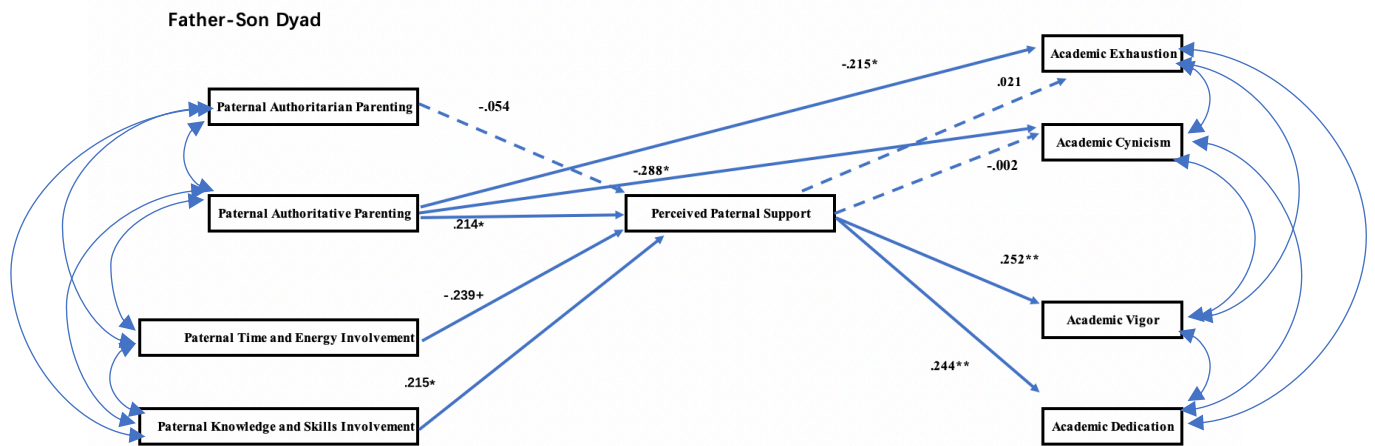 Father-Son Dyad
Academic Exhaustion
-.215*
.021
Paternal Authoritarian Parenting
-.054
Academic Cynicism
-.288*
-.002
Paternal Authoritative Parenting
.214*
Perceived Paternal Support
.252**
-.239+
Academic Vigor
Paternal Time and Energy Involvement
.244**
.215*
Paternal Knowledge and Skills Involvement
Academic Dedication